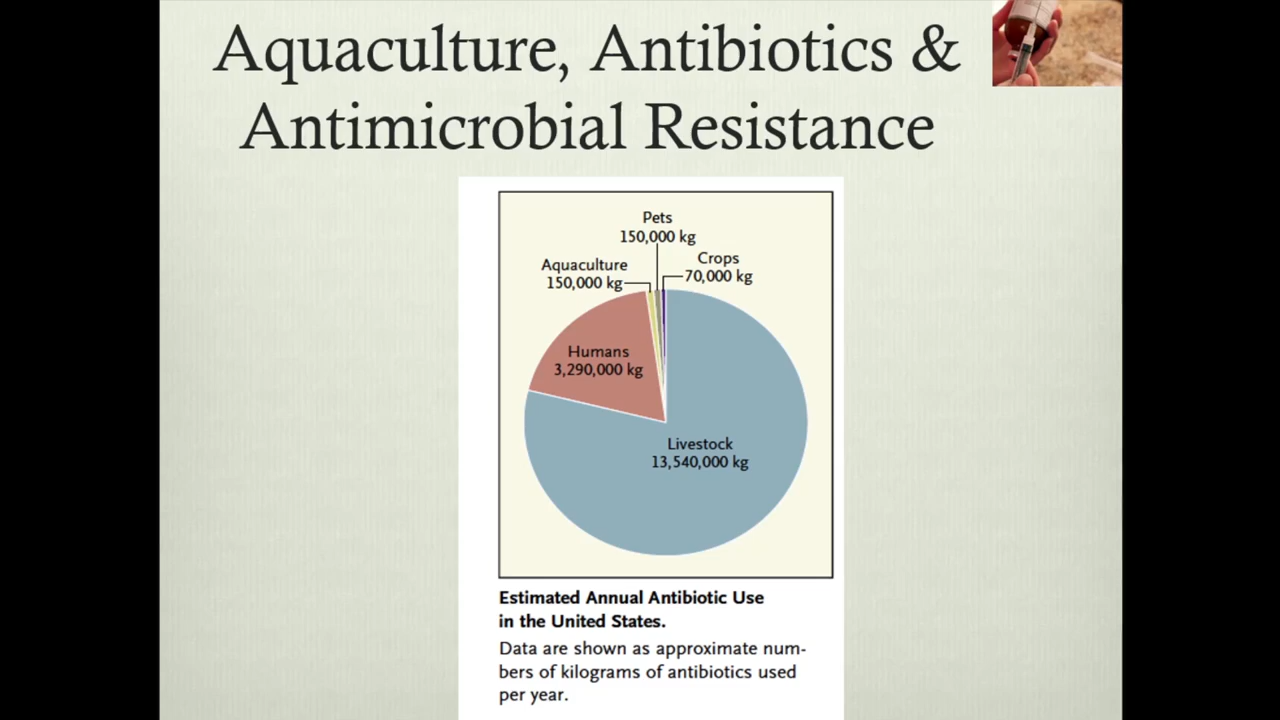 Aquaculture, Antibiotics &
Antimicrobial Resistance
Pets
150,000 kg
Aquaculture
150,000 kg
Crops
70,000 kg
Humans
3,290,000 kg
Livestock
13,540,000 kg
Estimated Annual Antibiotic Use
in the United States.
Data are shown as approximate num-
bers of kilograms of antibiotics used
per year.